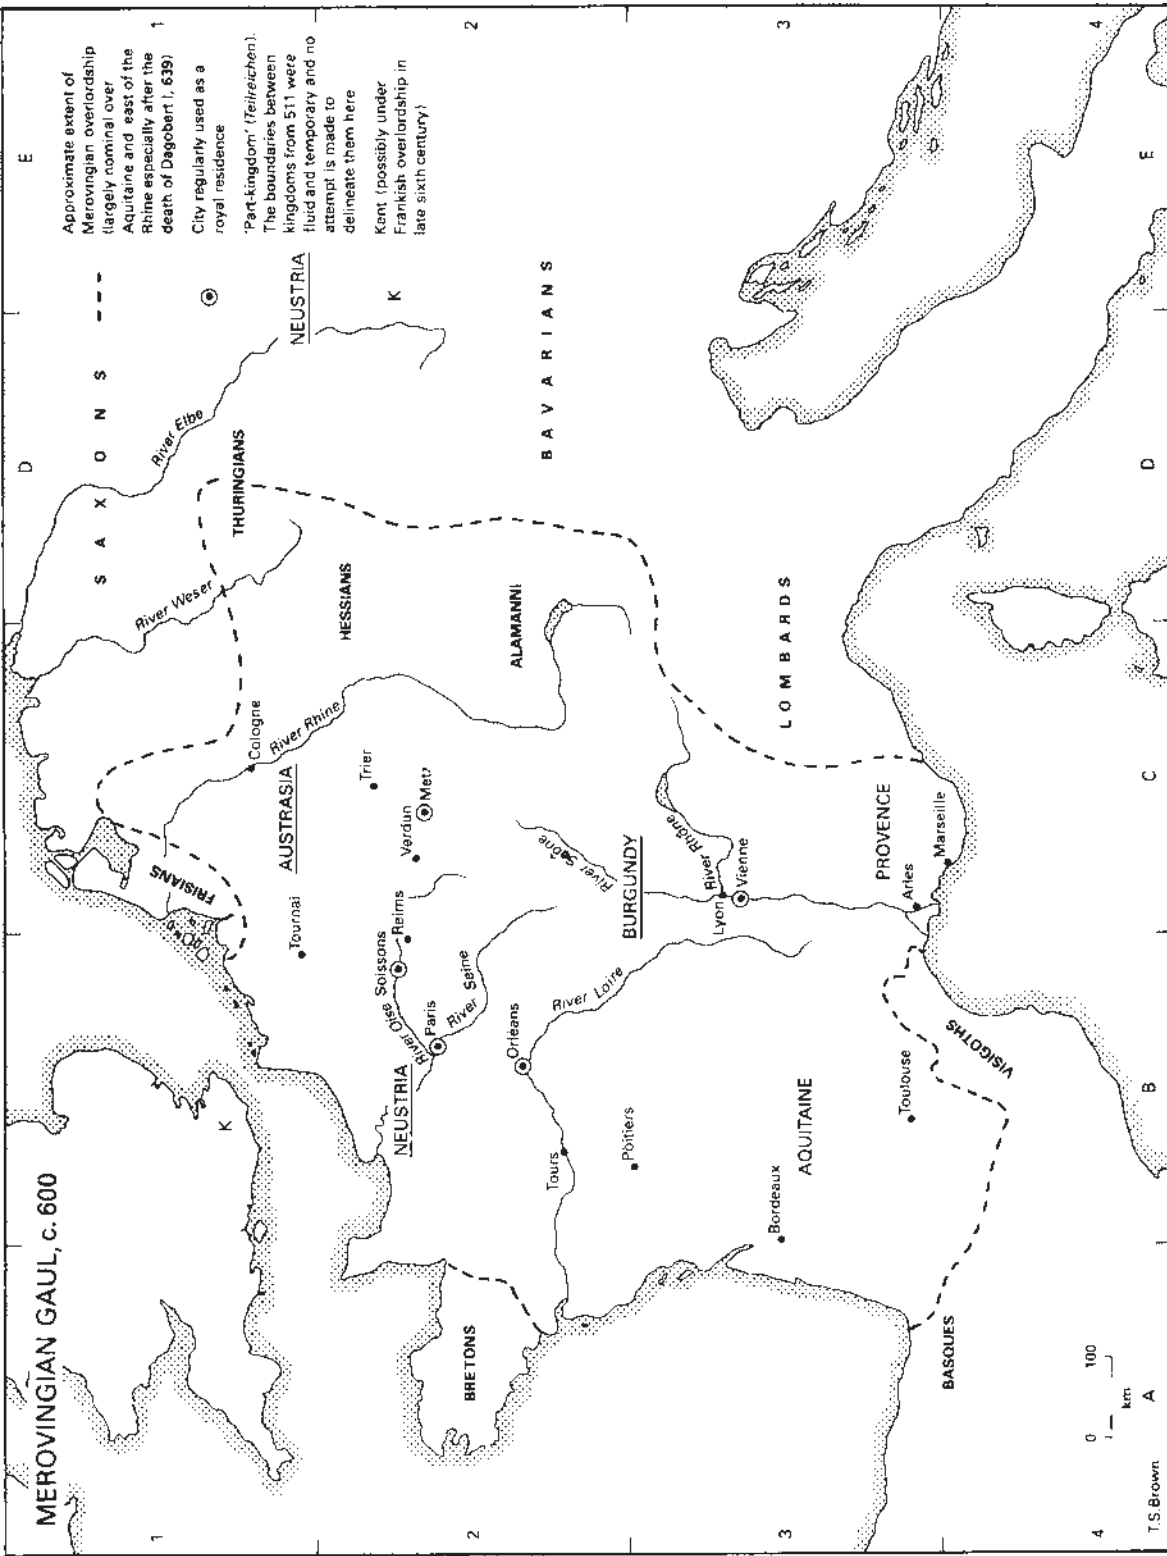 MEROVINGIAN GAUL, c. 600
A
B
C
D
E
1
2
3
4
1
2
3
4
A
B
C
D
E
SAXONS
Approximate extent of
Merovingian overlordship
(largely nominal over
Aquitaine and east of the
Rhine especially after the
death of Dagobert I, 639)
City regularly used as a
royal residence
NEUSTRIA
'Part-kingdom' (Teilreichen).
The boundaries between
kingdoms from 511 were
fluid and temporary and no
attempt is made to
delineate them here
K
Kent (possibly under
Frankish overlordship in
late sixth century)
River Elbe
River Weser
THURINGIANS
FRISIANS
K
Cologne
River Rhine
AUSTRASIA
Tournai
HESSIANS
Trier
Verdun
Metz
Reims
Soissons
River Oise
Paris
River Seine
NEUSTRIA
BRETONS
ALAMANNI
BAVARIANS
Orléans
River Loire
Tours
Poitiers
River Saône
BURGUNDY
River Rhône
Lyon
Vienne
LOMBARDS
AQUITAINE
Bordeaux
PROVENCE
Arles
Marseille
Toulouse
VISIGOTHS
BASQUES
0
100
km
T.S.Brown